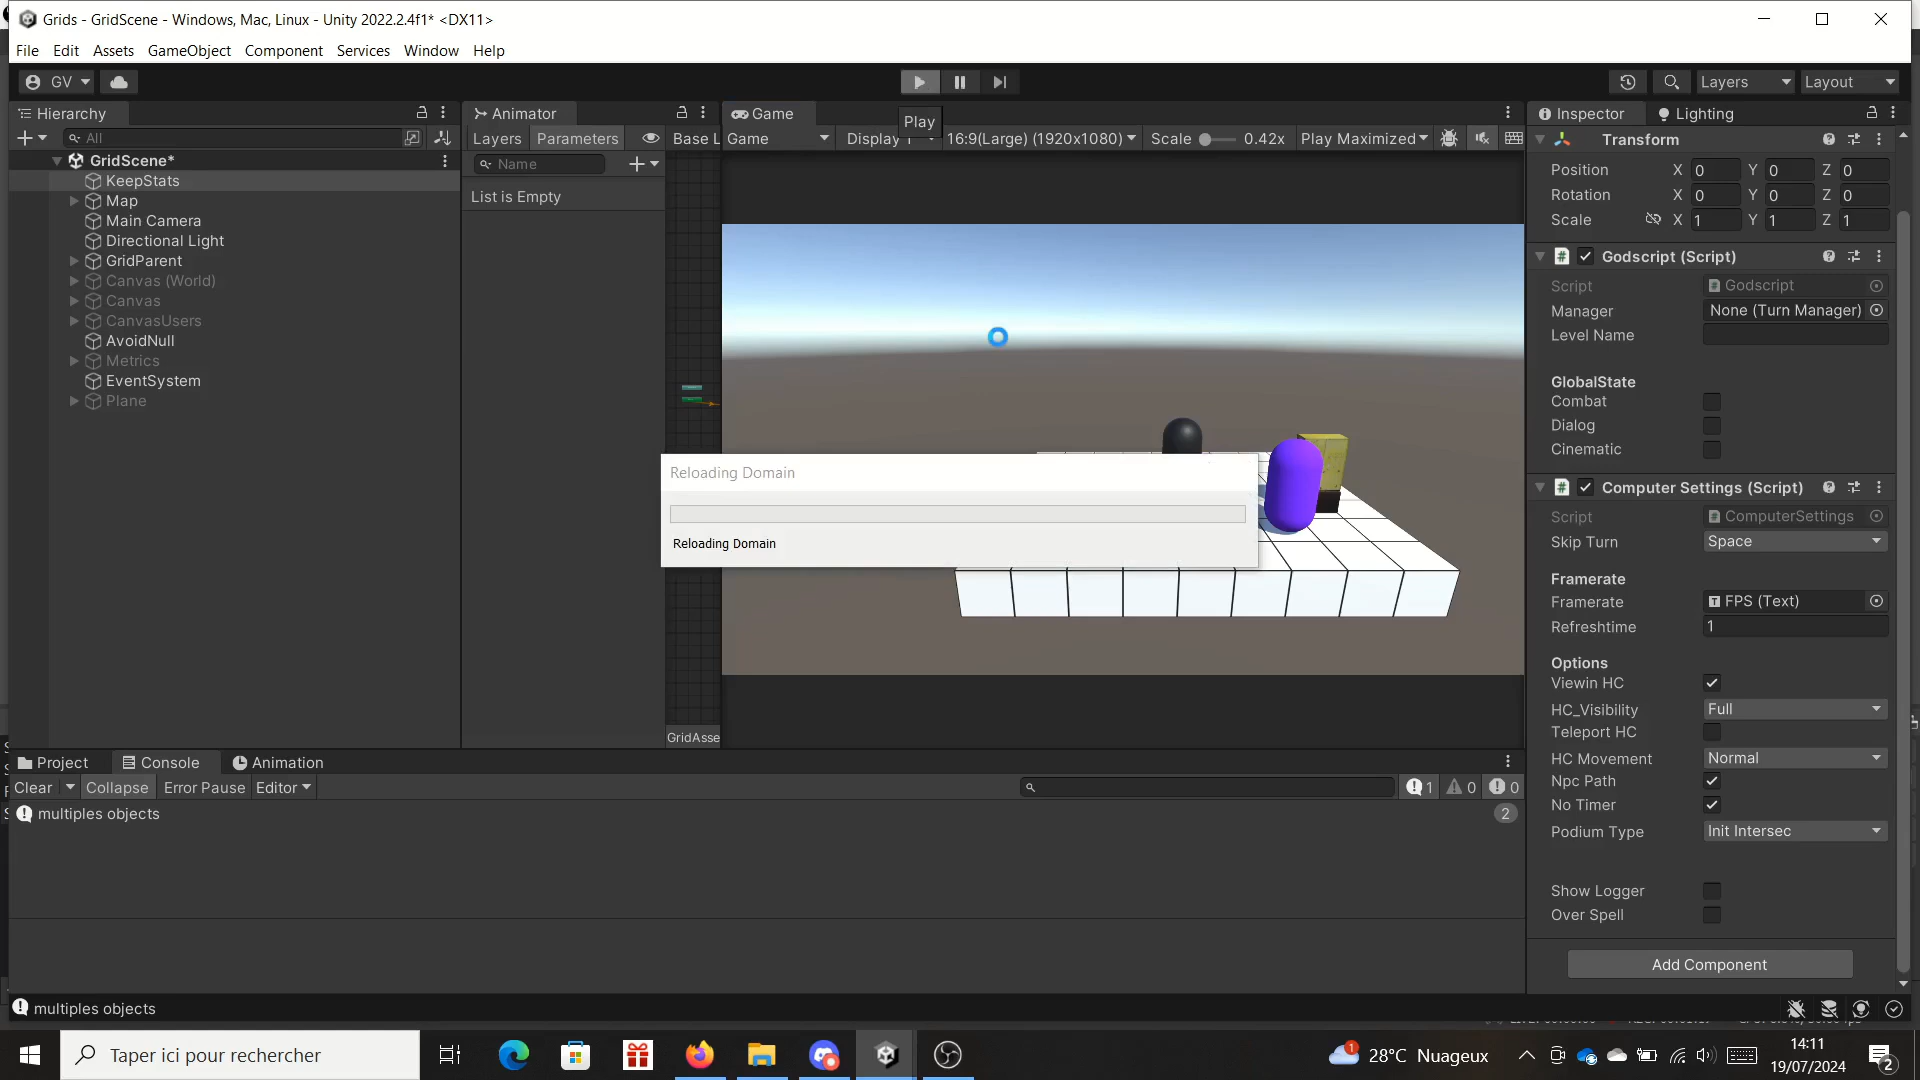 Grids - GridScene - Windows, Mac, Linux - Unity 2022.2.4f1* <DX11>
File Edit Assets GameObject Component Services Window Help
GV
Layers Layout
Hierarchy
All
GridScene*
KeepStats
Map
Main Camera
Directional Light
GridParent
Canvas (World)
Canvas
CanvasUsers
AvoidNull
Metrics
EventSystem
Plane
Animator
Layers Parameters Base L
Name
List is Empty
GridAsse
Game
Game Display 16:9(Large) (1920x1080) Scale 0.42x Play Maximized
Play
Reloading Domain
Reloading Domain
Inspector Lighting
Transform
Position X 0 Y 0 Z 0
Rotation X 0 Y 0 Z 0
Scale X 1 Y 1 Z 1
# Godscript (Script)
Script # Godscript
Manager None (Turn Manager)
Level Name
GlobalState
Combat
Dialog
Cinematic
# Computer Settings (Script)
Script # ComputerSettings
Skip Turn Space
Framerate
Framerate FPS (Text)
Refreshtime 1
Options
Viewin HC
HC_Visibility Full
Teleport HC
HC Movement Normal
Npc Path
No Timer
Podium Type Init Intersec
Show Logger
Over Spell
Add Component
Project Console Animation
Clear Collapse Error Pause Editor 1 0 0
multiples objects 2
multiples objects
Taper ici pour rechercher
1 28°C Nuageux
14:11
19/07/2024
2